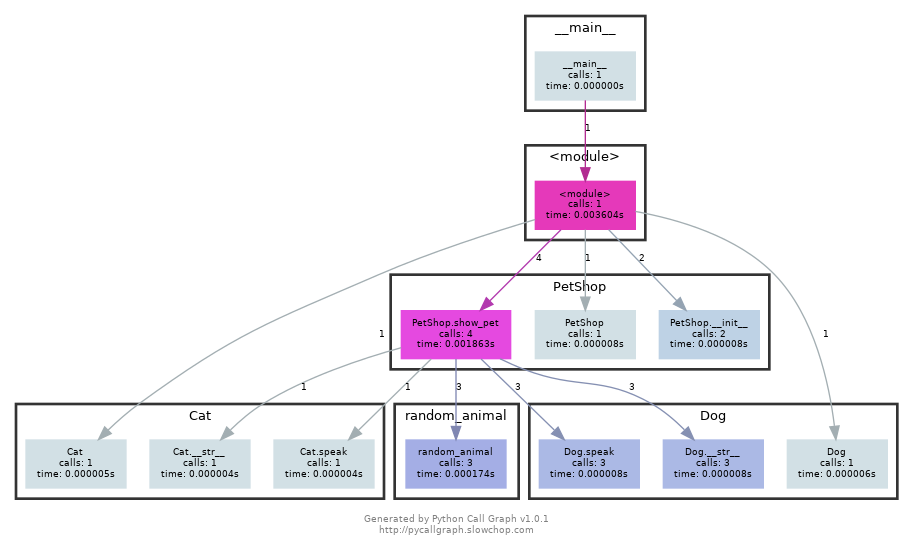 __main__
__main__
calls: 1
time: 0.000000s
1
<module>
<module>
calls: 1
time: 0.003604s
4
1
2
PetShop
PetShop.show_pet
calls: 4
time: 0.001863s
PetShop
calls: 1
time: 0.000008s
PetShop.__init__
calls: 2
time: 0.000008s
1
1
1
1
3
3
3
Cat
Cat
calls: 1
time: 0.000005s
Cat.__str__
calls: 1
time: 0.000004s
Cat.speak
calls: 1
time: 0.000004s
random_animal
random_animal
calls: 3
time: 0.000174s
Dog
Dog.speak
calls: 3
time: 0.000008s
Dog.__str__
calls: 3
time: 0.000008s
Dog
calls: 1
time: 0.000006s
Generated by Python Call Graph v1.0.1
http://pycallgraph.slowchop.com